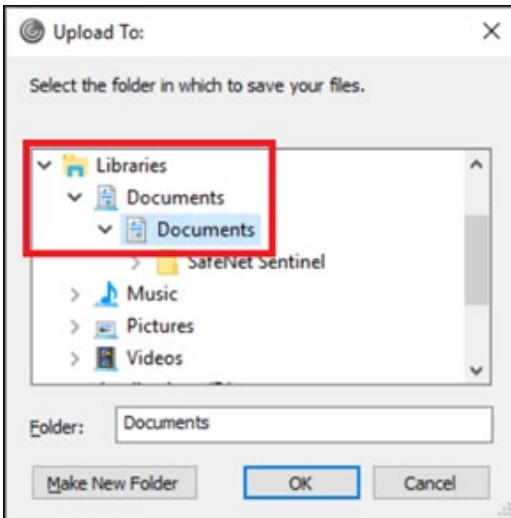 Upload To:
Select the folder in which to save your files.
Libraries
Documents
Documents
SafeNet Sentinel
Music
Pictures
Videos
Folder: Documents
Make New Folder OK Cancel